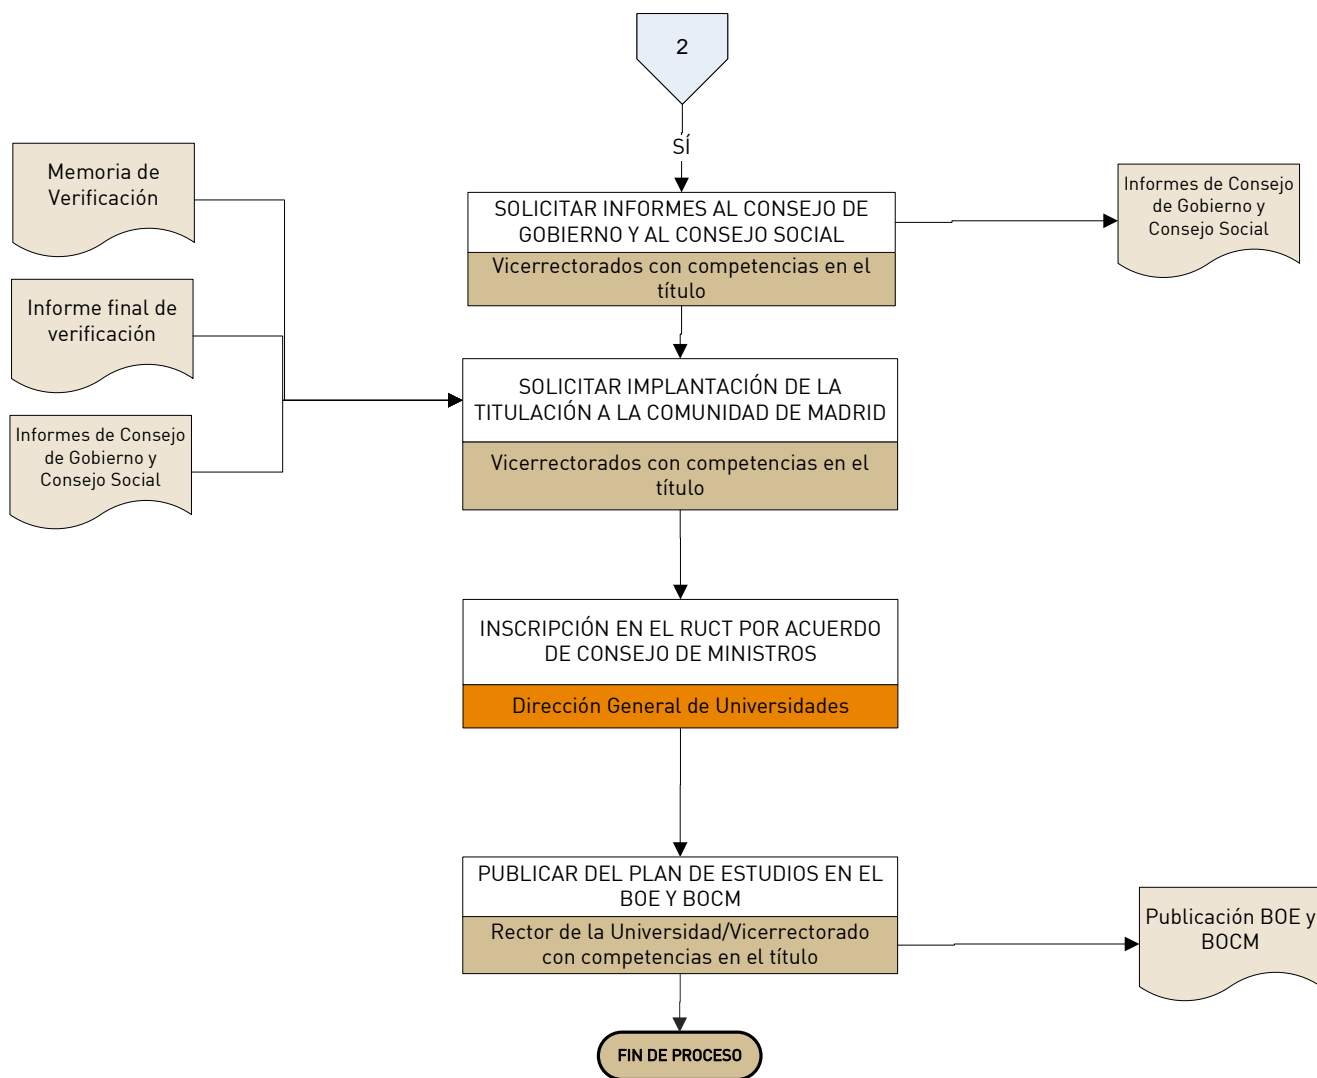 2
SÍ
Memoria de
Verificación
SOLICITAR INFORMES AL CONSEJO DE
GOBIERNO Y AL CONSEJO SOCIAL
Vicerrectorados con competencias en el
título
Informes de Consejo
de Gobierno y
Consejo Social
Informe final de
verificación
SOLICITAR IMPLANTACIÓN DE LA
TITULACIÓN A LA COMUNIDAD DE MADRID
Vicerrectorados con competencias en el
título
Informes de Consejo
de Gobierno y
Consejo Social
INSCRIPCIÓN EN EL RUCT POR ACUERDO
DE CONSEJO DE MINISTROS
Dirección General de Universidades
PUBLICAR DEL PLAN DE ESTUDIOS EN EL
BOE Y BOCM
Rector de la Universidad/Vicerrectorado
con competencias en el título
Publicación BOE y
BOCM
FIN DE PROCESO